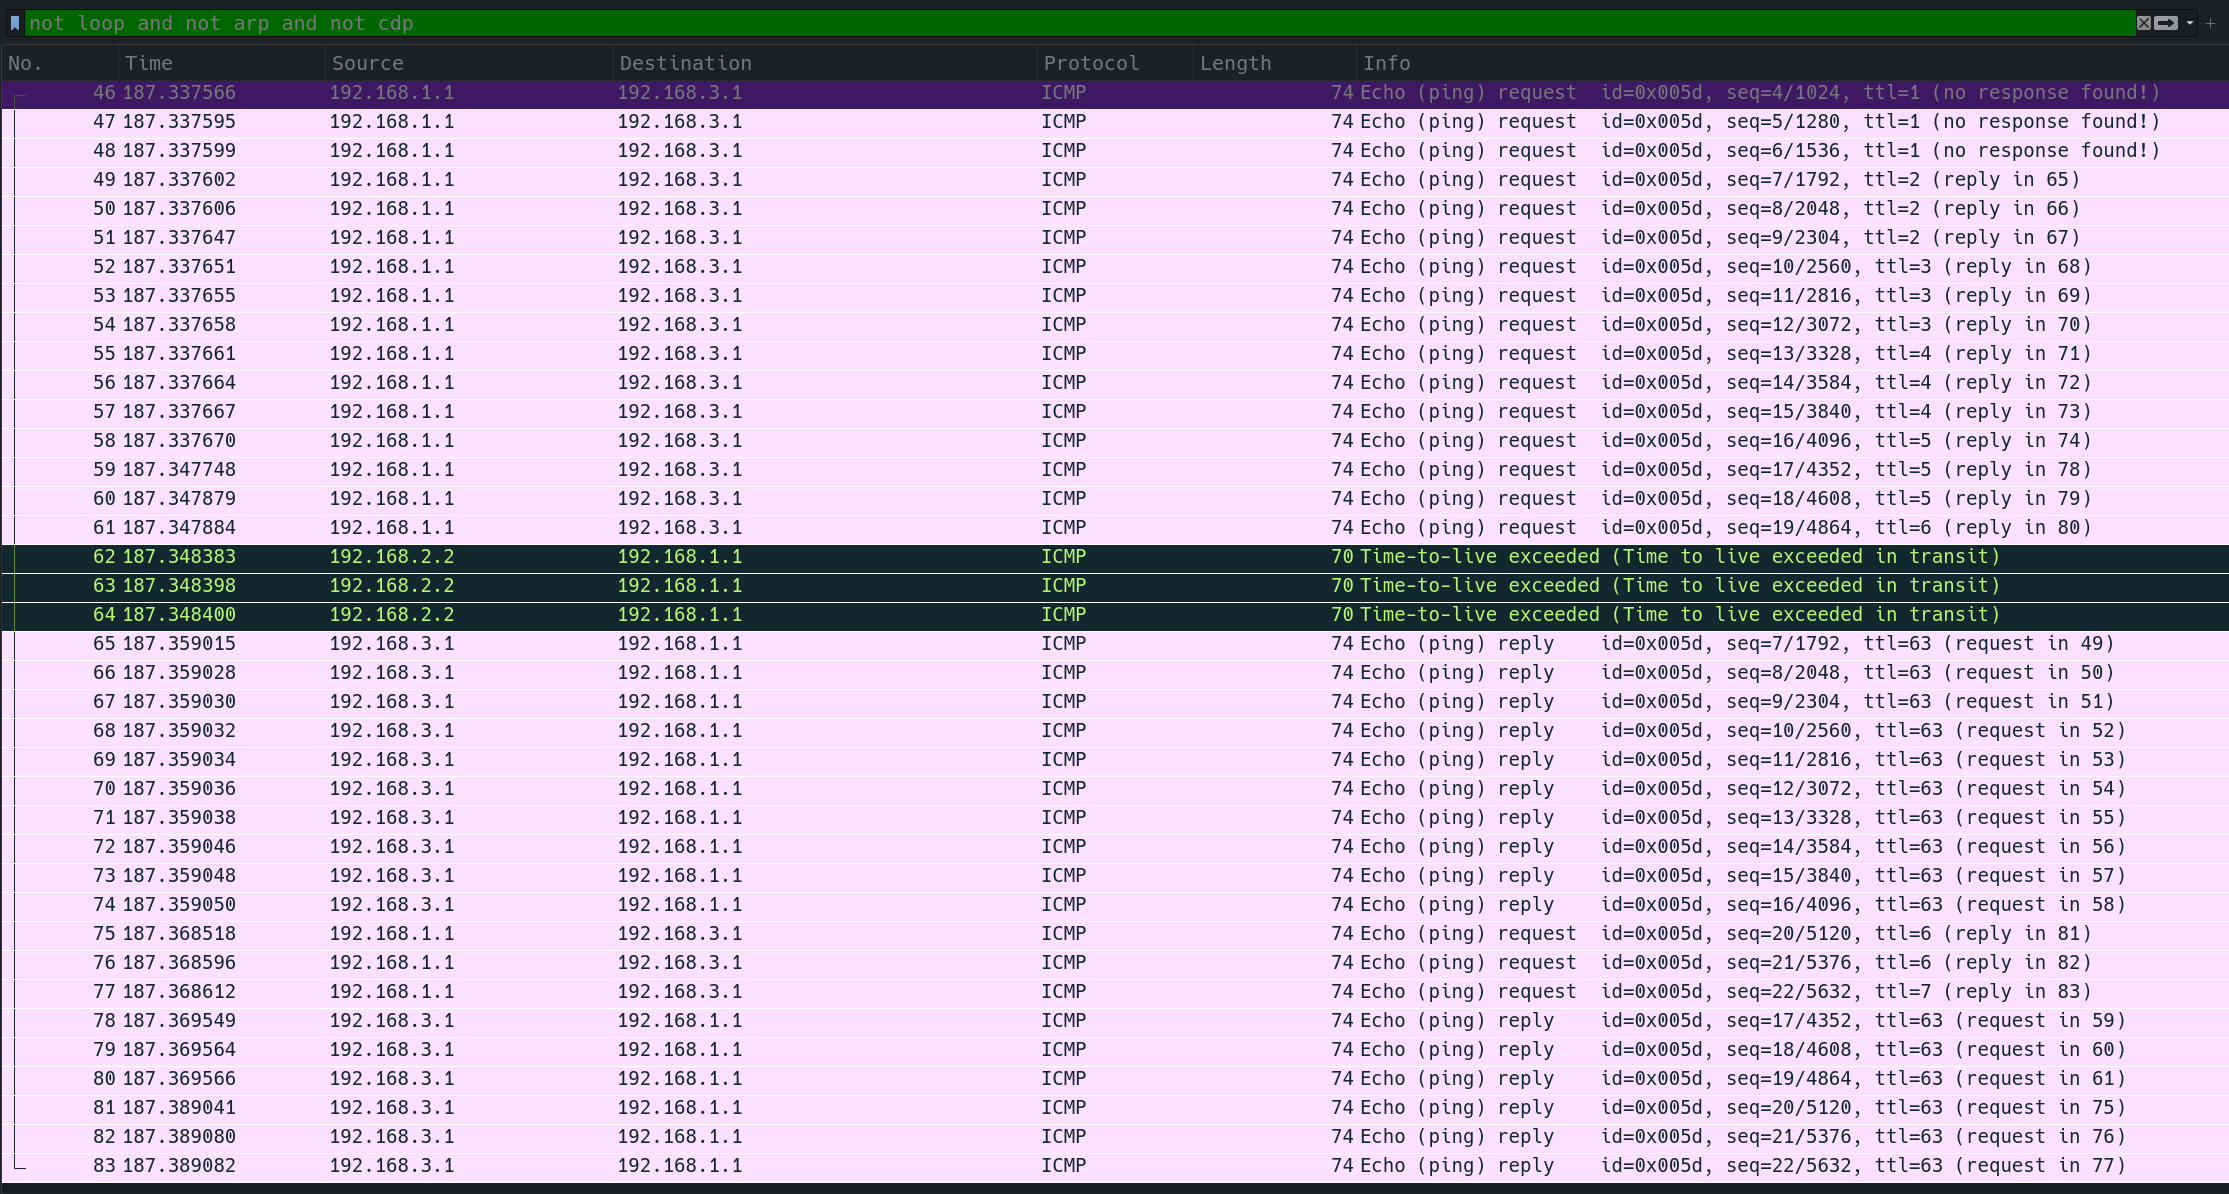 not loop and not arp and not cdp
No. Time Source Destination Protocol Length Info
46 187.337566 192.168.1.1 192.168.3.1 ICMP 74 Echo (ping) request id=0x005d, seq=4/1024, ttl=1 (no response found!)
47 187.337595 192.168.1.1 192.168.3.1 ICMP 74 Echo (ping) request id=0x005d, seq=5/1280, ttl=1 (no response found!)
48 187.337599 192.168.1.1 192.168.3.1 ICMP 74 Echo (ping) request id=0x005d, seq=6/1536, ttl=1 (no response found!)
49 187.337602 192.168.1.1 192.168.3.1 ICMP 74 Echo (ping) request id=0x005d, seq=7/1792, ttl=2 (reply in 65)
50 187.337606 192.168.1.1 192.168.3.1 ICMP 74 Echo (ping) request id=0x005d, seq=8/2048, ttl=2 (reply in 66)
51 187.337647 192.168.1.1 192.168.3.1 ICMP 74 Echo (ping) request id=0x005d, seq=9/2304, ttl=2 (reply in 67)
52 187.337651 192.168.1.1 192.168.3.1 ICMP 74 Echo (ping) request id=0x005d, seq=10/2560, ttl=3 (reply in 68)
53 187.337655 192.168.1.1 192.168.3.1 ICMP 74 Echo (ping) request id=0x005d, seq=11/2816, ttl=3 (reply in 69)
54 187.337658 192.168.1.1 192.168.3.1 ICMP 74 Echo (ping) request id=0x005d, seq=12/3072, ttl=3 (reply in 70)
55 187.337661 192.168.1.1 192.168.3.1 ICMP 74 Echo (ping) request id=0x005d, seq=13/3328, ttl=4 (reply in 71)
56 187.337664 192.168.1.1 192.168.3.1 ICMP 74 Echo (ping) request id=0x005d, seq=14/3584, ttl=4 (reply in 72)
57 187.337667 192.168.1.1 192.168.3.1 ICMP 74 Echo (ping) request id=0x005d, seq=15/3840, ttl=4 (reply in 73)
58 187.337670 192.168.1.1 192.168.3.1 ICMP 74 Echo (ping) request id=0x005d, seq=16/4096, ttl=5 (reply in 74)
59 187.347748 192.168.1.1 192.168.3.1 ICMP 74 Echo (ping) request id=0x005d, seq=17/4352, ttl=5 (reply in 78)
60 187.347879 192.168.1.1 192.168.3.1 ICMP 74 Echo (ping) request id=0x005d, seq=18/4608, ttl=5 (reply in 79)
61 187.347884 192.168.1.1 192.168.3.1 ICMP 74 Echo (ping) request id=0x005d, seq=19/4864, ttl=6 (reply in 80)
62 187.348383 192.168.2.2 192.168.1.1 ICMP 70 Time-to-live exceeded (Time to live exceeded in transit)
63 187.348398 192.168.2.2 192.168.1.1 ICMP 70 Time-to-live exceeded (Time to live exceeded in transit)
64 187.348400 192.168.2.2 192.168.1.1 ICMP 70 Time-to-live exceeded (Time to live exceeded in transit)
65 187.359015 192.168.3.1 192.168.1.1 ICMP 74 Echo (ping) reply id=0x005d, seq=7/1792, ttl=63 (request in 49)
66 187.359028 192.168.3.1 192.168.1.1 ICMP 74 Echo (ping) reply id=0x005d, seq=8/2048, ttl=63 (request in 50)
67 187.359030 192.168.3.1 192.168.1.1 ICMP 74 Echo (ping) reply id=0x005d, seq=9/2304, ttl=63 (request in 51)
68 187.359032 192.168.3.1 192.168.1.1 ICMP 74 Echo (ping) reply id=0x005d, seq=10/2560, ttl=63 (request in 52)
69 187.359034 192.168.3.1 192.168.1.1 ICMP 74 Echo (ping) reply id=0x005d, seq=11/2816, ttl=63 (request in 53)
70 187.359036 192.168.3.1 192.168.1.1 ICMP 74 Echo (ping) reply id=0x005d, seq=12/3072, ttl=63 (request in 54)
71 187.359038 192.168.3.1 192.168.1.1 ICMP 74 Echo (ping) reply id=0x005d, seq=13/3328, ttl=63 (request in 55)
72 187.359046 192.168.3.1 192.168.1.1 ICMP 74 Echo (ping) reply id=0x005d, seq=14/3584, ttl=63 (request in 56)
73 187.359048 192.168.3.1 192.168.1.1 ICMP 74 Echo (ping) reply id=0x005d, seq=15/3840, ttl=63 (request in 57)
74 187.359050 192.168.3.1 192.168.1.1 ICMP 74 Echo (ping) reply id=0x005d, seq=16/4096, ttl=63 (request in 58)
75 187.368518 192.168.1.1 192.168.3.1 ICMP 74 Echo (ping) request id=0x005d, seq=20/5120, ttl=6 (reply in 81)
76 187.368596 192.168.1.1 192.168.3.1 ICMP 74 Echo (ping) request id=0x005d, seq=21/5376, ttl=6 (reply in 82)
77 187.368612 192.168.1.1 192.168.3.1 ICMP 74 Echo (ping) request id=0x005d, seq=22/5632, ttl=7 (reply in 83)
78 187.369549 192.168.3.1 192.168.1.1 ICMP 74 Echo (ping) reply id=0x005d, seq=17/4352, ttl=63 (request in 59)
79 187.369564 192.168.3.1 192.168.1.1 ICMP 74 Echo (ping) reply id=0x005d, seq=18/4608, ttl=63 (request in 60)
80 187.369566 192.168.3.1 192.168.1.1 ICMP 74 Echo (ping) reply id=0x005d, seq=19/4864, ttl=63 (request in 61)
81 187.389041 192.168.3.1 192.168.1.1 ICMP 74 Echo (ping) reply id=0x005d, seq=20/5120, ttl=63 (request in 75)
82 187.389080 192.168.3.1 192.168.1.1 ICMP 74 Echo (ping) reply id=0x005d, seq=21/5376, ttl=63 (request in 76)
83 187.389082 192.168.3.1 192.168.1.1 ICMP 74 Echo (ping) reply id=0x005d, seq=22/5632, ttl=63 (request in 77)